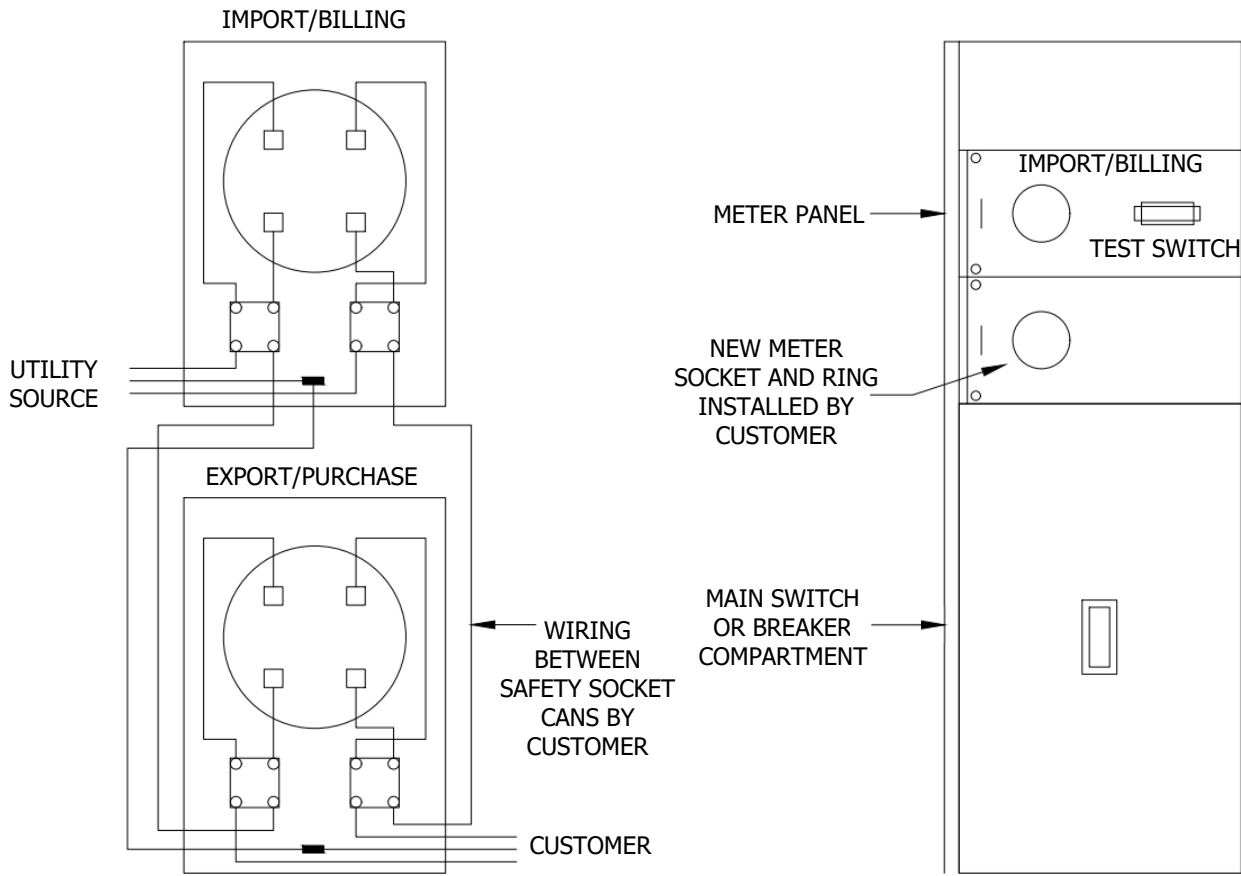 IMPORT/BILLING
UTILITY
SOURCE
EXPORT/PURCHASE
WIRING
BETWEEN
SAFETY SOCKET
CANS BY
CUSTOMER
CUSTOMER
IMPORT/BILLING
METER PANEL
TEST SWITCH
NEW METER
SOCKET AND RING
INSTALLED BY
CUSTOMER
MAIN SWITCH
OR BREAKER
COMPARTMENT